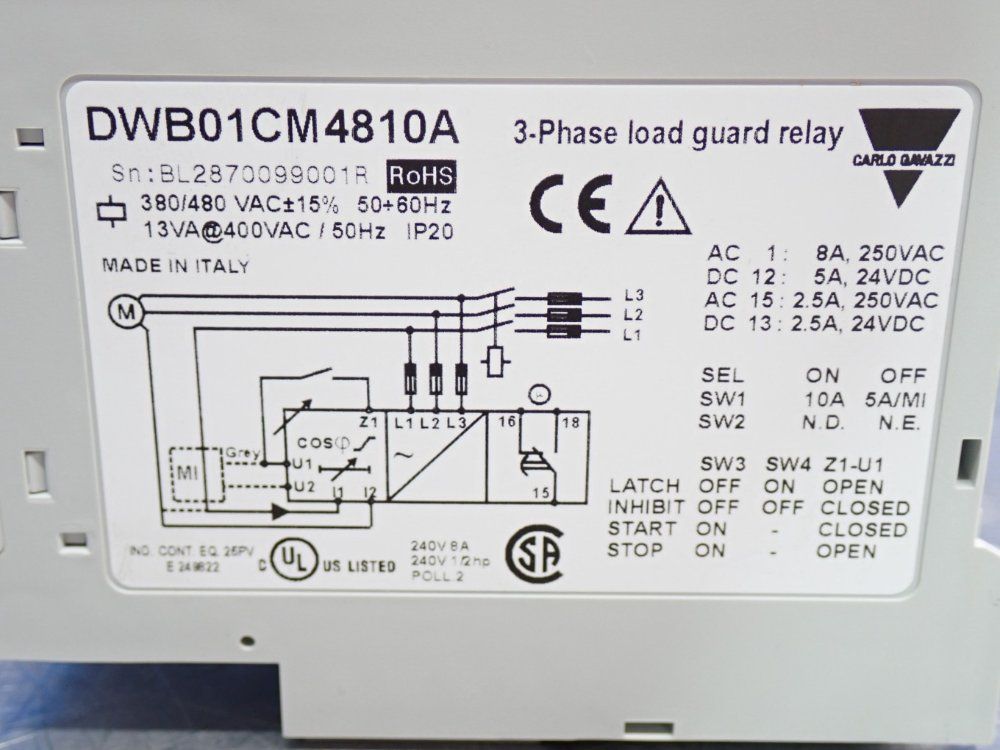 DWB01CM4810A
3-Phase load guard relay
CARLO GAVAZZI
Sn:BL2870099001R RoHS
CE
380/480 VAC±15% 50÷60Hz
13VA@400VAC / 50Hz IP20
MADE IN ITALY
AC 1: 8A, 250VAC
DC 12: 5A, 24VDC
AC 15: 2.5A, 250VAC
DC 13: 2.5A, 24VDC
M
L3
L2
L1
SEL ON OFF
SW1 10A 5A/MI
SW2 N.D. N.E.
Z1 L1 L2 L3 16 18
cosφ
~
Grey
MI
U1
U2
I1 I2 15
SW3 SW4 Z1-U1
LATCH OFF ON OPEN
INHIBIT OFF OFF CLOSED
START ON - CLOSED
STOP ON - OPEN
IND. CONT. EQ. 25PV
E 249822
C UL US LISTED
240V 8A
240V 1/2hp
POLL 2
SA